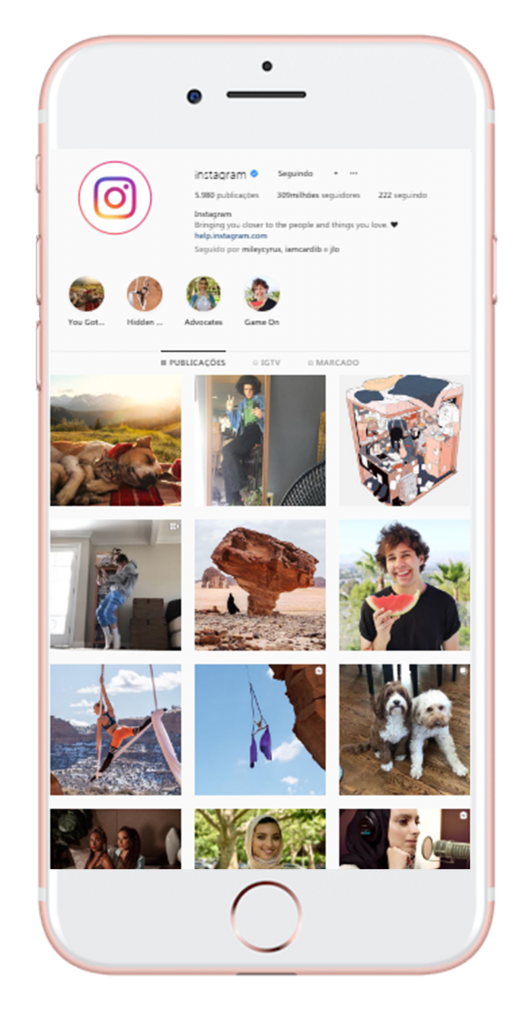 instagram Seguindo
5.980 publicações 309milhões seguidores 222 seguindo
Instagram
Bringing you closer to the people and things you love. ❤
help.instagram.com
Seguido por mileycyrus, iamcardib e jlo
You Got... Hidden ... Advocates Game On
PUBLICAÇÕES IGTV MARCADO